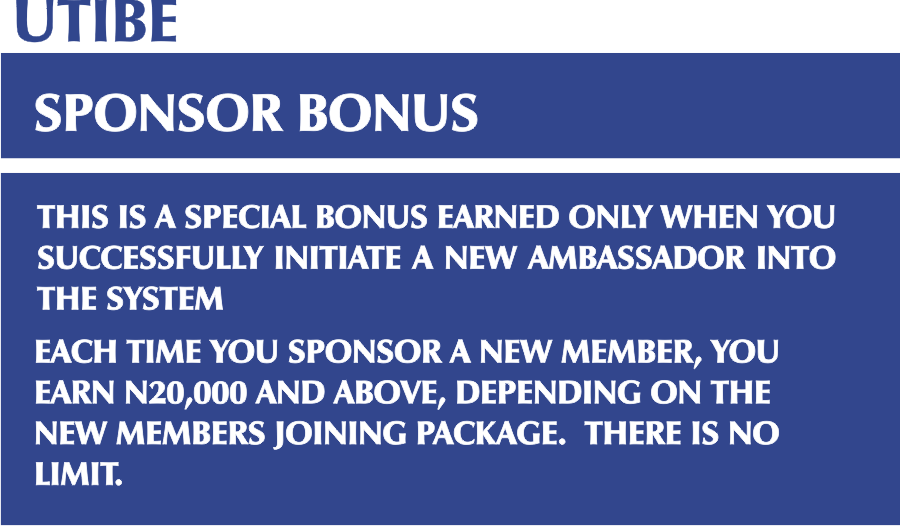 UTIBE
SPONSOR BONUS
THIS IS A SPECIAL BONUS EARNED ONLY WHEN YOU
SUCCESSFULLY INITIATE A NEW AMBASSADOR INTO
THE SYSTEM
EACH TIME YOU SPONSOR A NEW MEMBER, YOU
EARN N20,000 AND ABOVE, DEPENDING ON THE
NEW MEMBERS JOINING PACKAGE.  THERE IS NO
LIMIT.